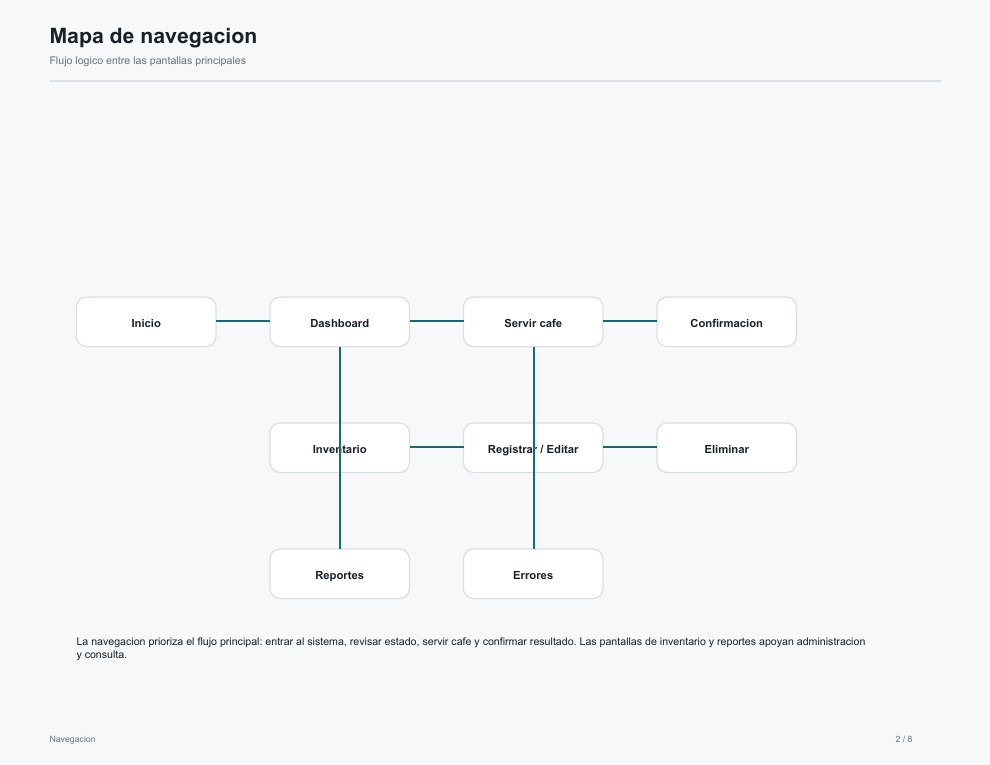 Mapa de navegacion
Flujo logico entre las pantallas principales
Inicio
Dashboard
Servir cafe
Confirmacion
Inventario
Registrar / Editar
Eliminar
Reportes
Errores
La navegacion prioriza el flujo principal: entrar al sistema, revisar estado, servir cafe y confirmar resultado. Las pantallas de inventario y reportes apoyan administracion
y consulta.
Navegacion
2 / 8